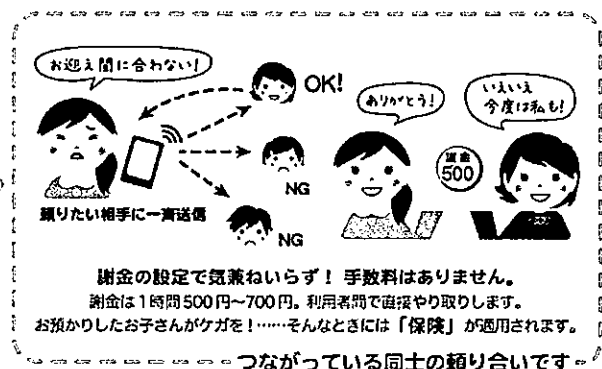 お迎え間に合わない!
OK!
NG
NG
頼りたい相手に一斉送信
ありがとう!
いえいえ
今度は私も!
謝金
500
謝金の設定で気兼ねいらず! 手数料はありません。
謝金は1時間500円〜700円。利用者間で直接やり取りします。
お預かりしたお子さんがケガを!……そんなときには「保険」が適用されます。
つながっている同士の頼り合いです